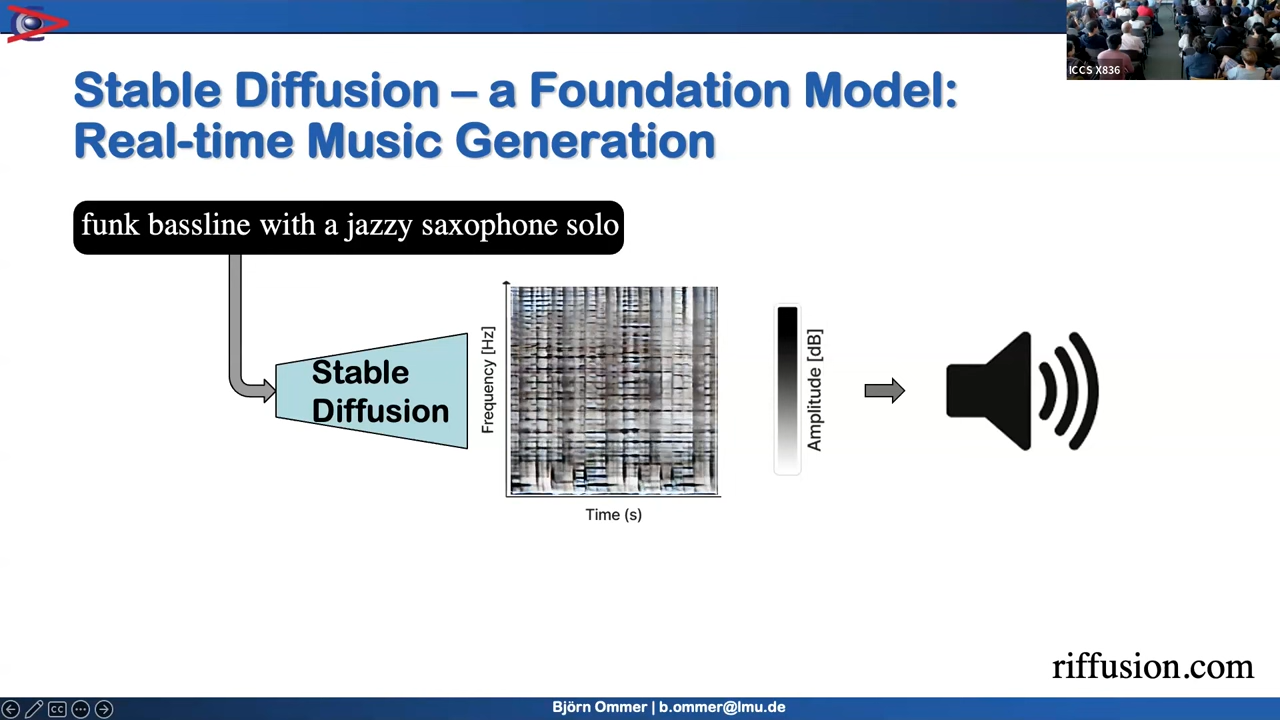 ICCS X836
Stable Diffusion – a Foundation Model:
Real-time Music Generation
funk bassline with a jazzy saxophone solo
Stable
Diffusion
Frequency [Hz]
Time (s)
Amplitude [dB]
riffusion.com
CC
Björn Ommer | b.ommer@lmu.de